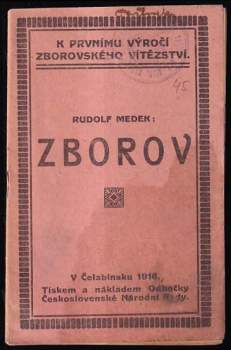 K PRVNÍMU VÝROČÍ
ZBOROVSKÉHO VÍTĚZSTVÍ.
RUDOLF MEDEK:
ZBOROV
V Čelabinsku 1918.
Tiskem a nákladem Odbočky
Československé Národní Rady.
45